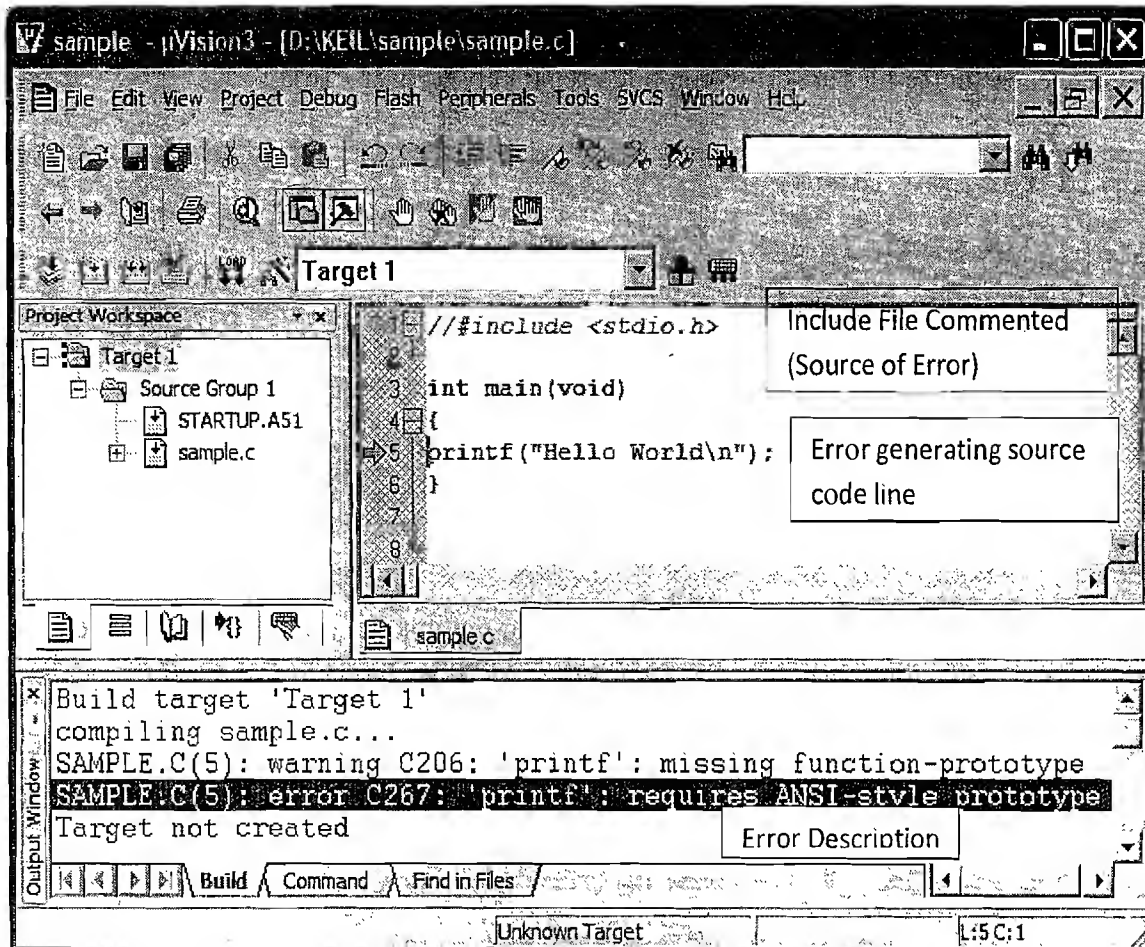 sample - µVision3 - [D:\KEIL\sample\sample.c]
File Edit View Project Debug Flash Peripherals Tools SVCS Window Help
LOAD
Target 1
Project Workspace
Target 1
Source Group 1
STARTUP.A51
sample.c
1 //#include <stdio.h>
2
3 int main(void)
4 {
5 printf("Hello World\n");
6 }
7
8
Include File Commented
(Source of Error)
Error generating source
code line
sample.c
Output Window
Build target 'Target 1'
compiling sample.c...
SAMPLE.C(5): warning C206: 'printf': missing function-prototype
SAMPLE.C(5): error C267: 'printf': requires ANSI-style prototype
Target not created
Error Description
Build Command Find in Files
Unknown Target
L:5 C:1